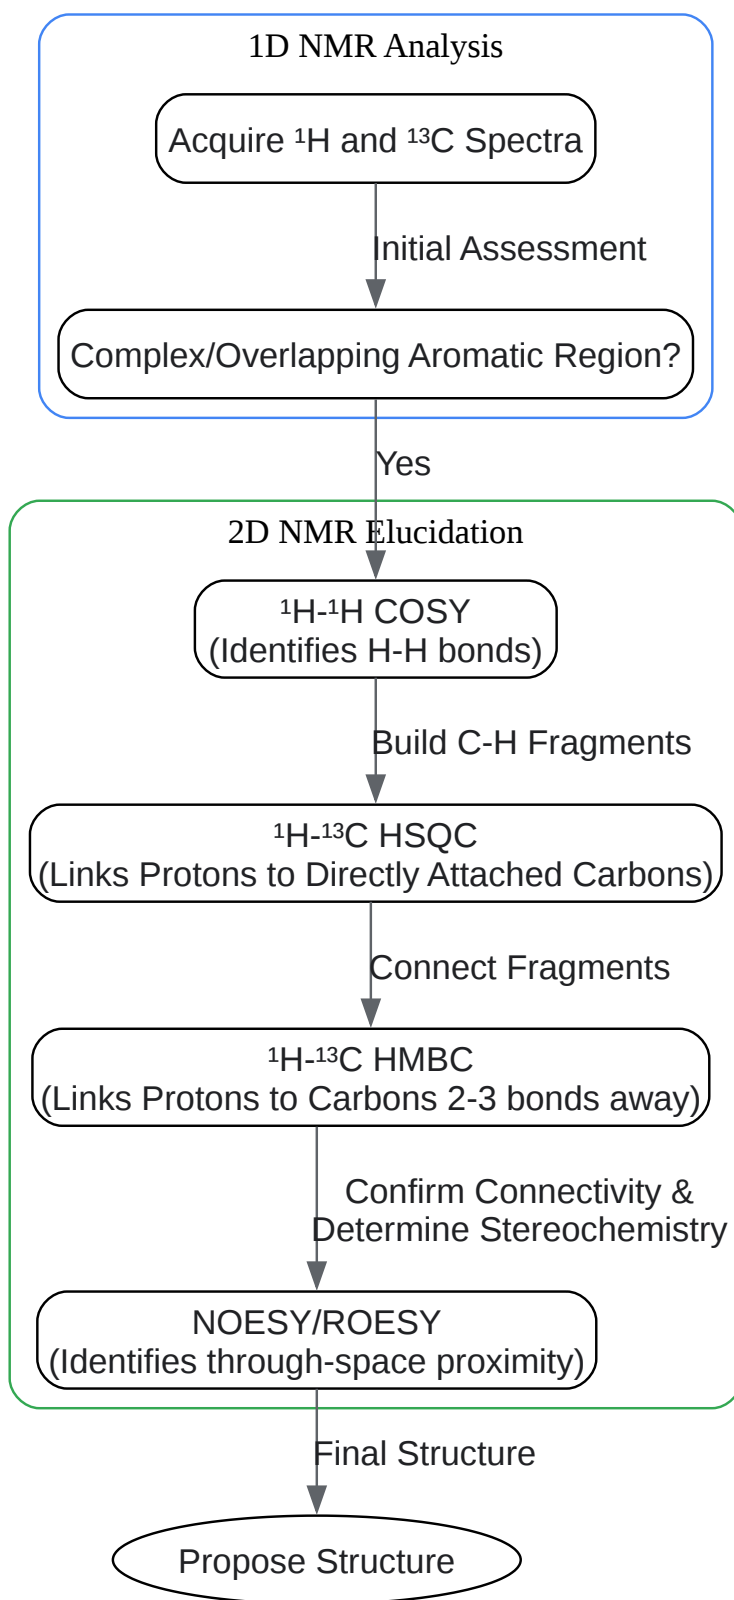 1D NMR Analysis
Acquire ¹H and ¹³C Spectra
Initial Assessment
Complex/Overlapping Aromatic Region?
Yes
2D NMR Elucidation
¹H-¹H COSY
(Identifies H-H bonds)
Build C-H Fragments
¹H-¹³C HSQC
(Links Protons to Directly Attached Carbons)
Connect Fragments
¹H-¹³C HMBC
(Links Protons to Carbons 2-3 bonds away)
Confirm Connectivity &
Determine Stereochemistry
NOESY/ROESY
(Identifies through-space proximity)
Final Structure
Propose Structure